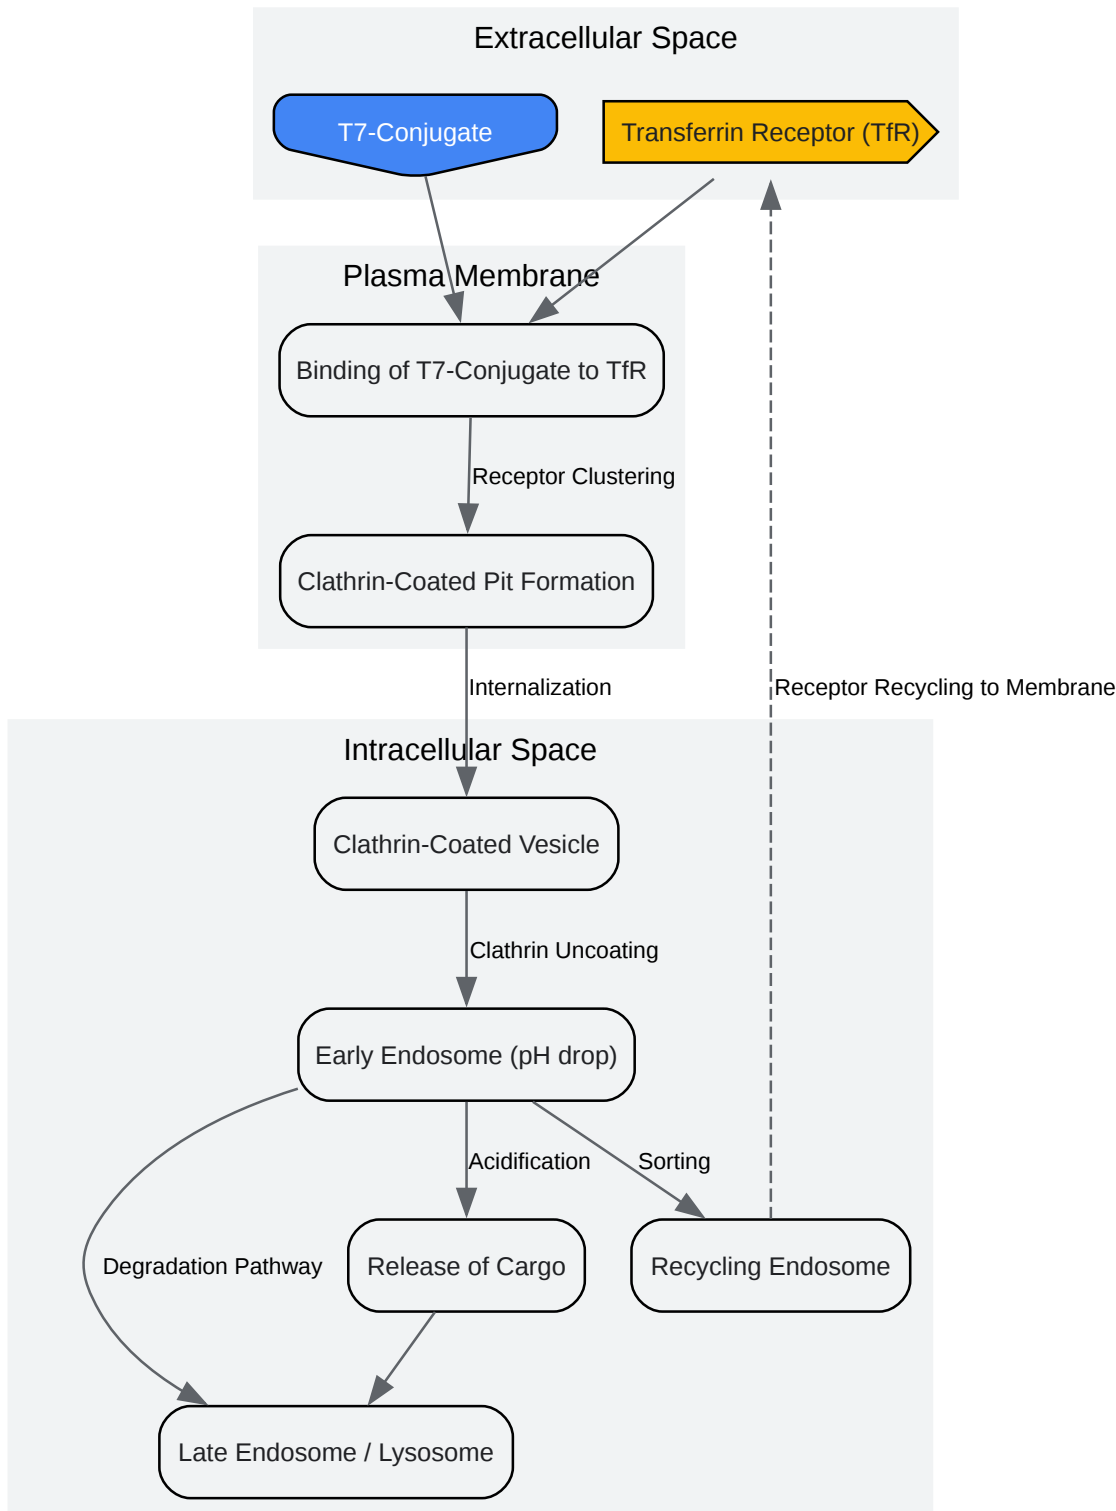 Extracellular Space
T7-Conjugate
Transferrin Receptor (TfR)
Plasma Membrane
Binding of T7-Conjugate to TfR
Receptor Clustering
Clathrin-Coated Pit Formation
Internalization
Receptor Recycling to Membrane
Intracellular Space
Clathrin-Coated Vesicle
Clathrin Uncoating
Early Endosome (pH drop)
Acidification
Sorting
Degradation Pathway
Release of Cargo
Recycling Endosome
Late Endosome / Lysosome